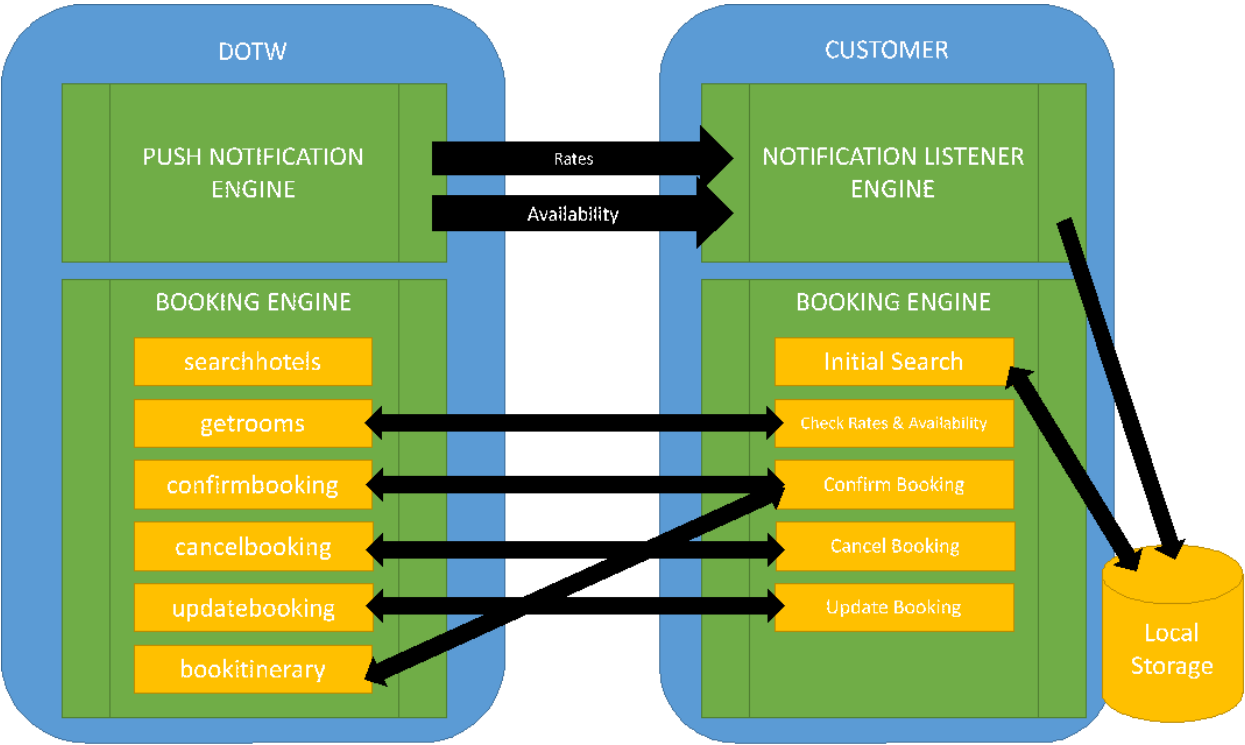 DOTW
PUSH NOTIFICATION
ENGINE
BOOKING ENGINE
searchhotels
getrooms
confirmbooking
cancelbooking
updatebooking
bookitinerary
Rates
Availability
CUSTOMER
NOTIFICATION LISTENER
ENGINE
BOOKING ENGINE
Initial Search
Check Rates & Availability
Confirm Booking
Cancel Booking
Update Booking
Local
Storage